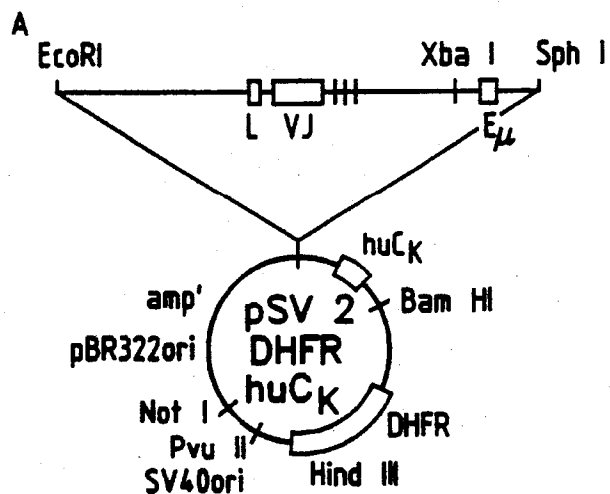 A
EcoRI
Xba I
Sph I
L
VJ
Eμ
huCK
amp'
pSV 2
Bam HI
pBR322ori
DHFR
huCK
Not I
Pvu II
SV40ori
Hind III
DHFR